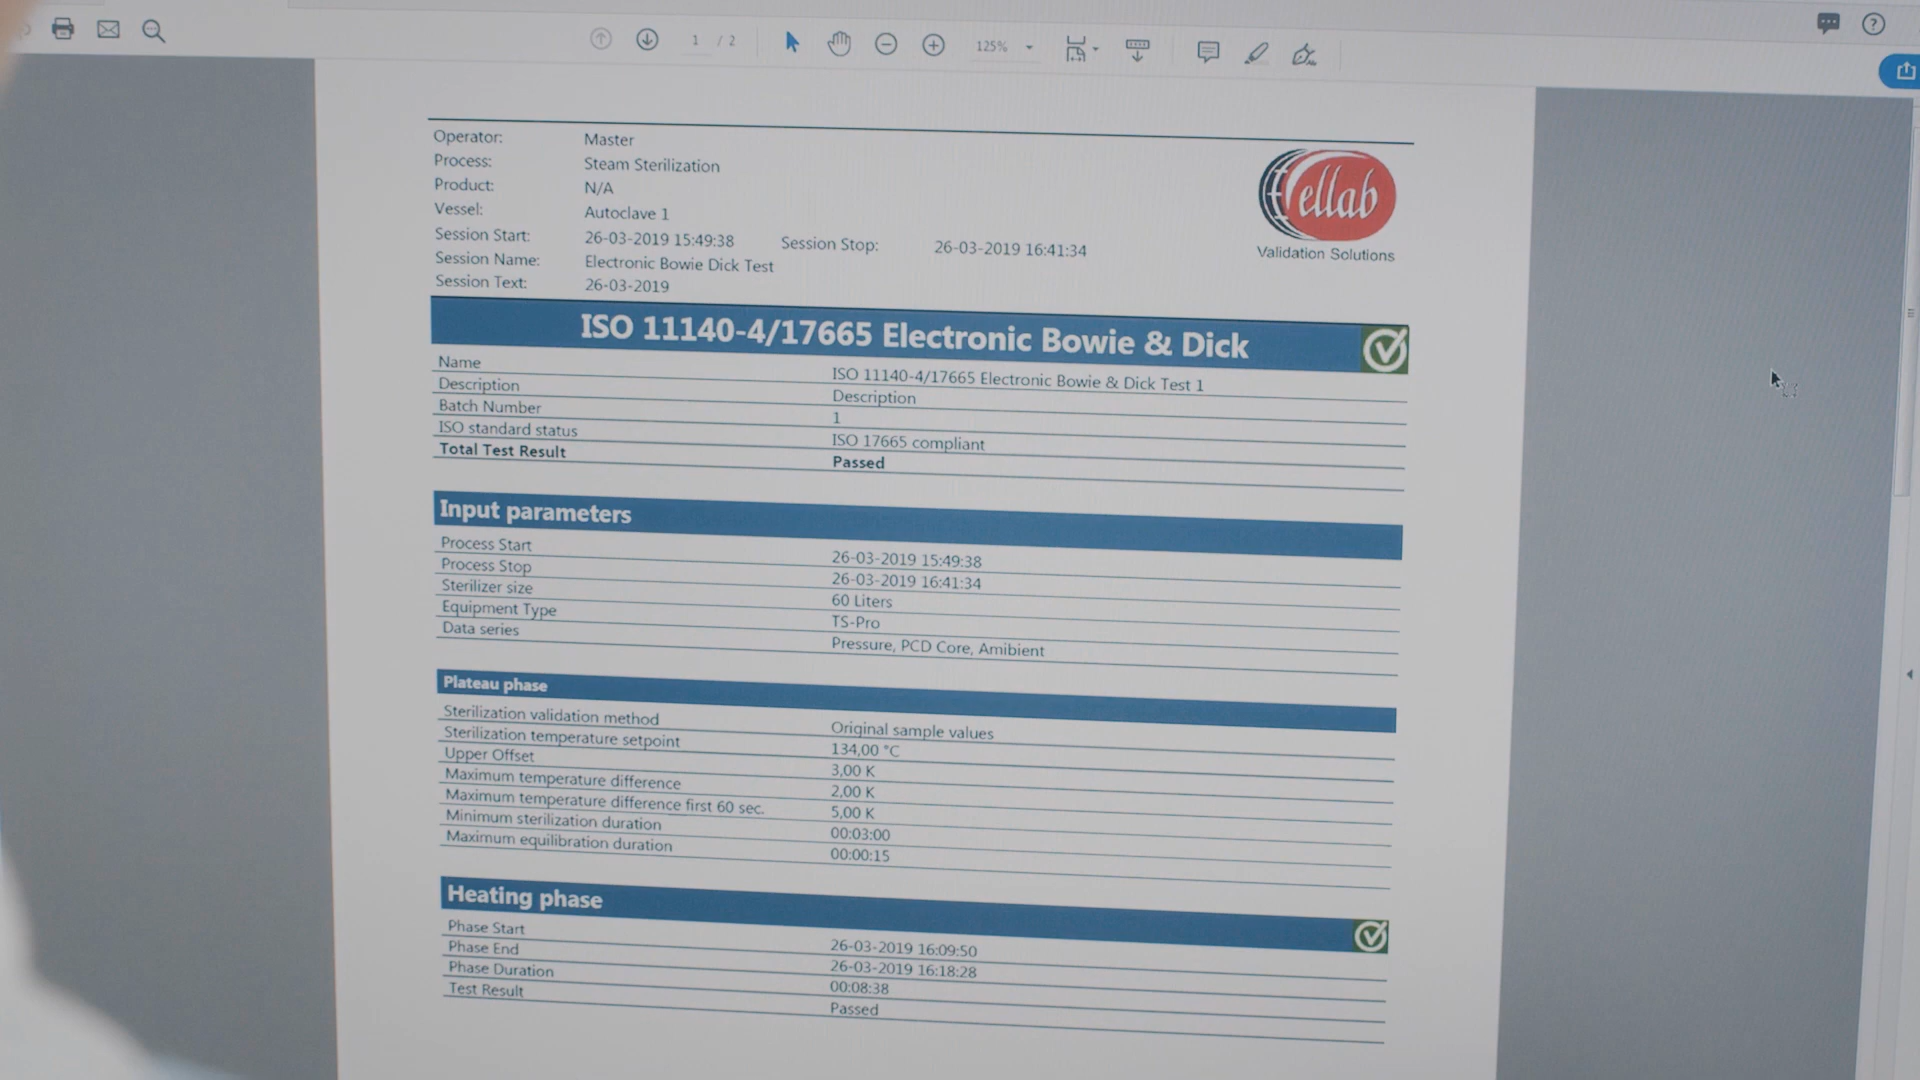 1 / 2
125%
Operator: Master
Process: Steam Sterilization
Product: N/A
Vessel: Autoclave 1
Session Start: 26-03-2019 15:49:38 Session Stop: 26-03-2019 16:41:34
Session Name: Electronic Bowie Dick Test
Session Text: 26-03-2019
ellab
Validation Solutions
ISO 11140-4/17665 Electronic Bowie & Dick
Name ISO 11140-4/17665 Electronic Bowie & Dick Test 1
Description Description
Batch Number 1
ISO standard status ISO 17665 compliant
Total Test Result Passed
Input parameters
Process Start 26-03-2019 15:49:38
Process Stop 26-03-2019 16:41:34
Sterilizer size 60 Liters
Equipment Type TS-Pro
Data series Pressure, PCD Core, Amibient
Plateau phase
Sterilization validation method Original sample values
Sterilization temperature setpoint 134,00 °C
Upper Offset 3,00 K
Maximum temperature difference 2,00 K
Maximum temperature difference first 60 sec. 5,00 K
Minimum sterilization duration 00:03:00
Maximum equilibration duration 00:00:15
Heating phase
Phase Start 26-03-2019 16:09:50
Phase End 26-03-2019 16:18:28
Phase Duration 00:08:38
Test Result Passed